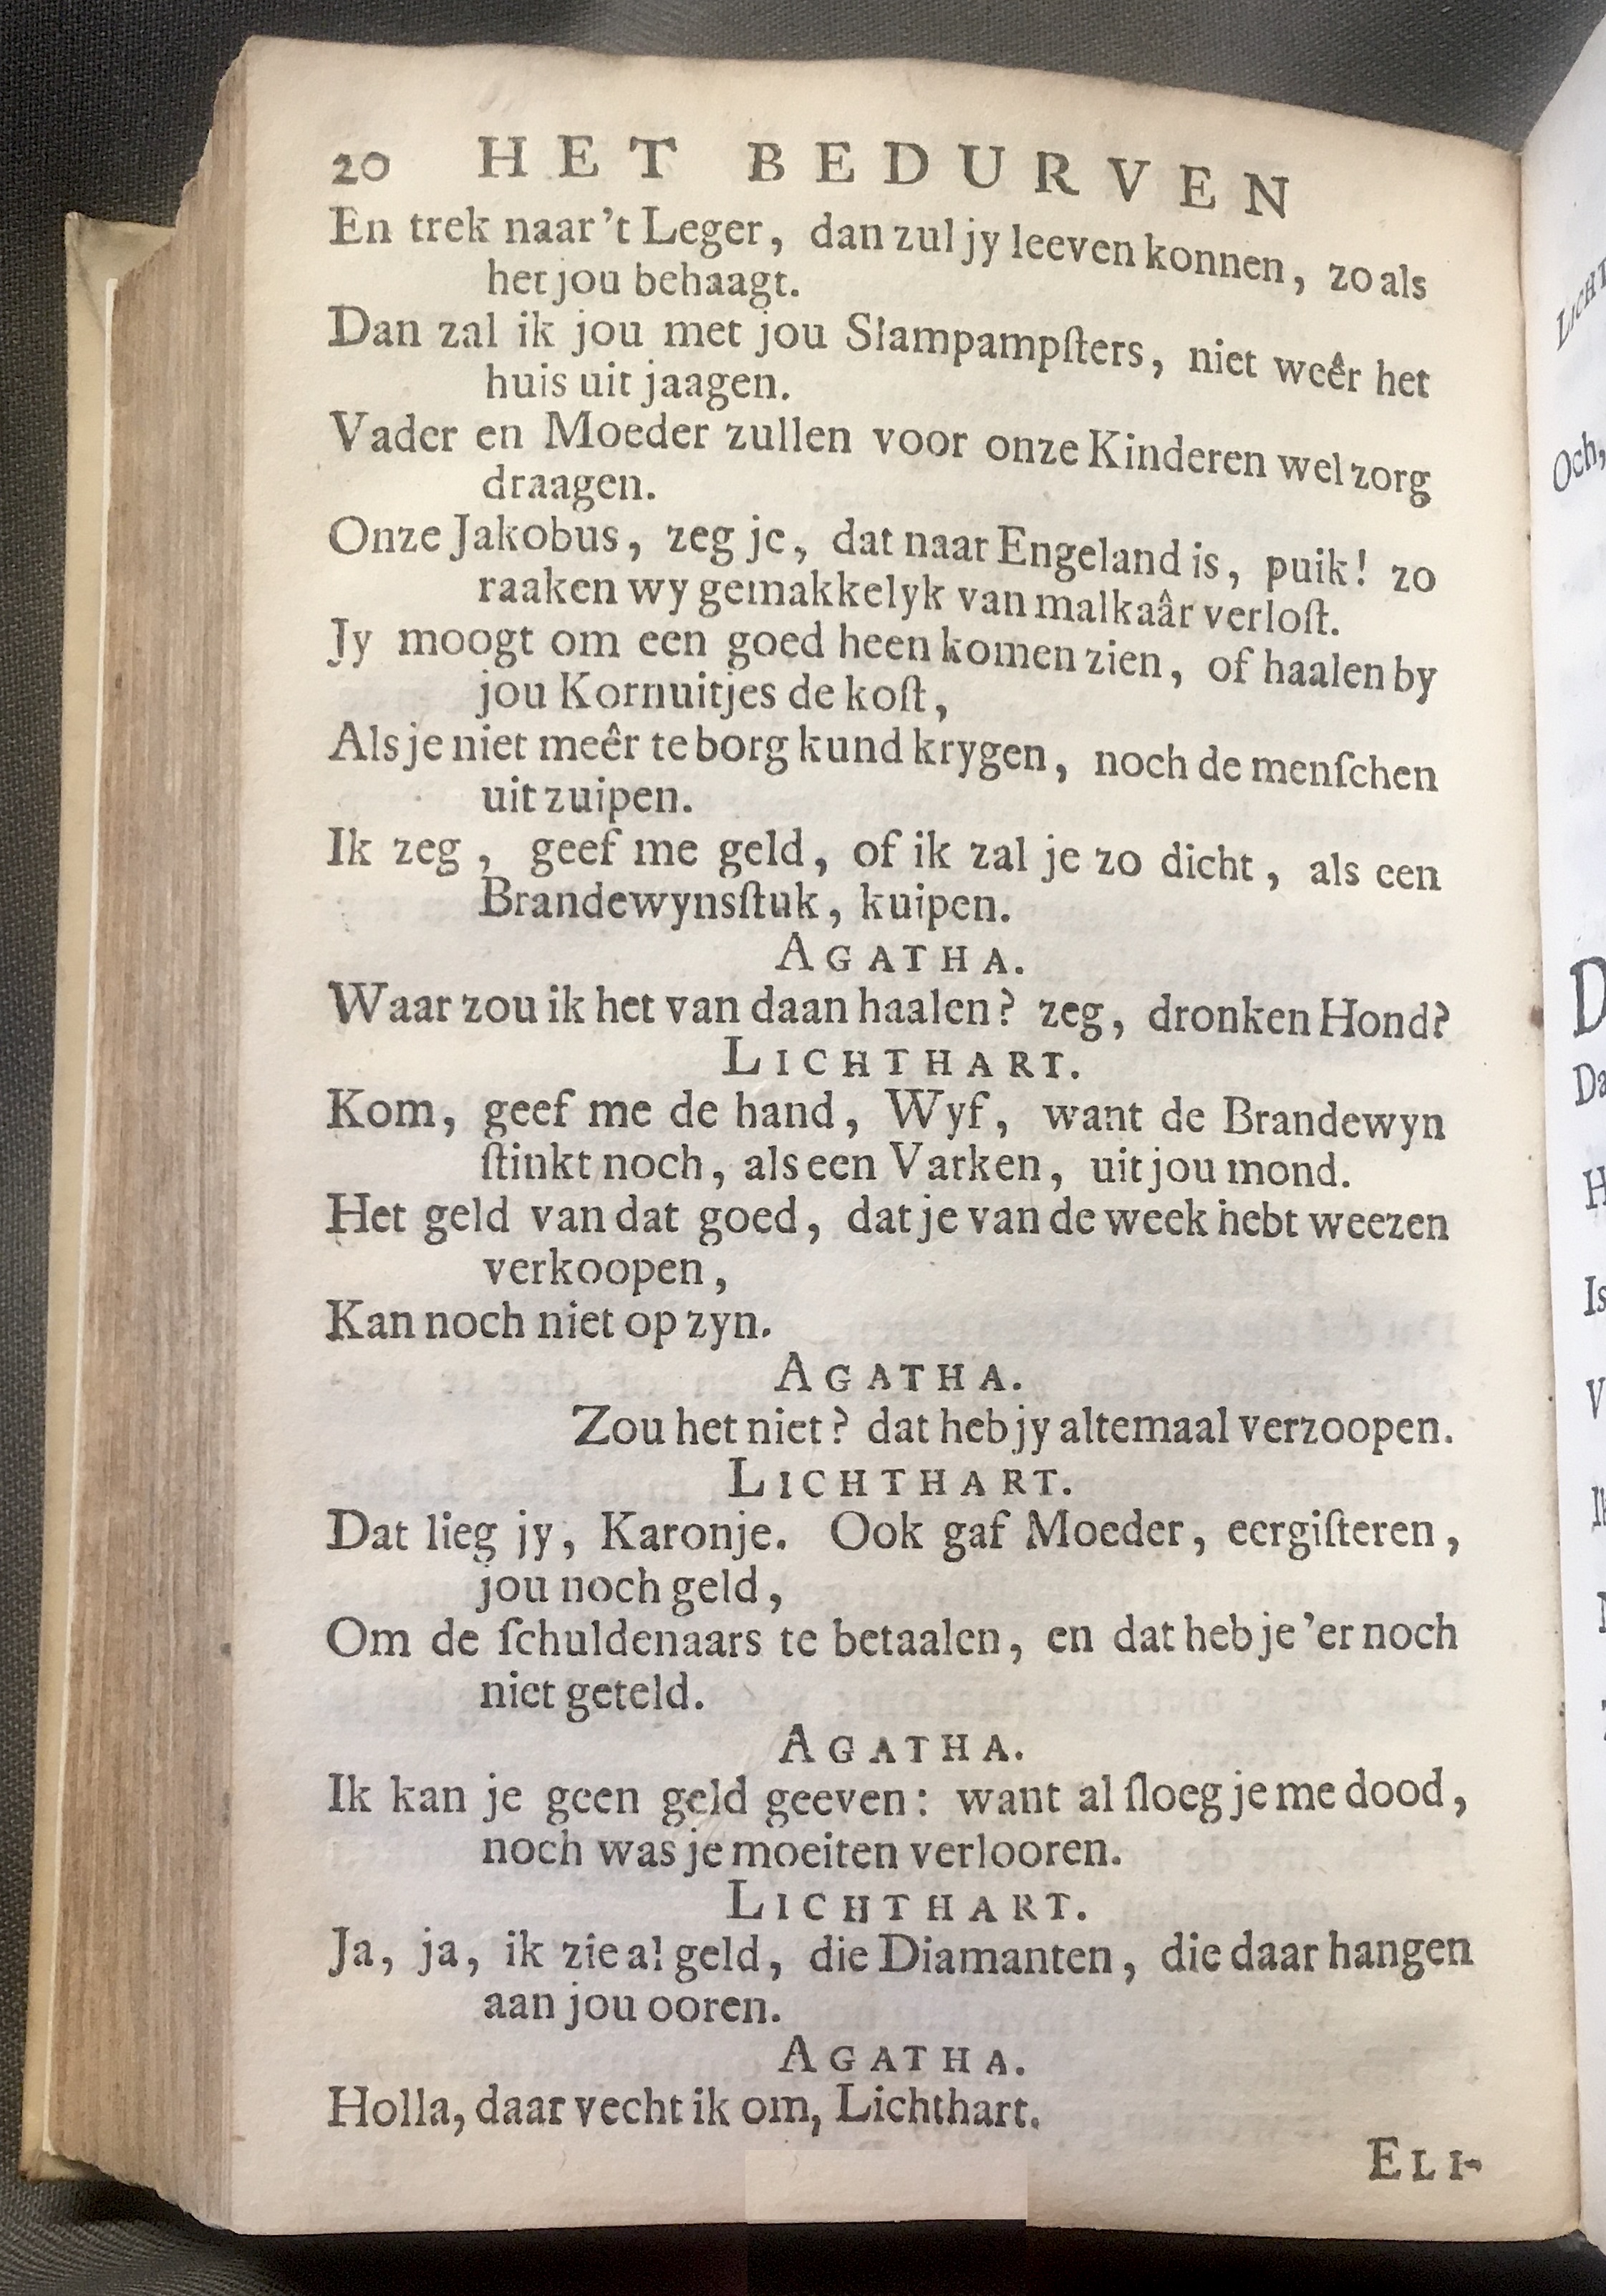 20 HET BEDURVEN
En trek naar 't Leger, dan zul jy leeven konnen, zo als
het jou behaagt.
Dan zal ik jou met jou Slampampſters, niet weêr het
huis uit jaagen.
Vader en Moeder zullen voor onze Kinderen wel zorg
draagen.
Onze Jakobus, zeg je, dat naar Engeland is, puik! zo
raaken wy gemakkelyk van malkaâr verloſt.
Jy moogt om een goed heen komen zien, of haalen by
jou Kornuitjes de koſt,
Als je niet meêr te borg kund krygen, noch de menſchen
uit zuipen.
Ik zeg, geef me geld, of ik zal je zo dicht, als een
Brandewynsſtuk, kuipen.
AGATHA.
Waar zou ik het van daan haalen? zeg, dronken Hond?
LICHTHART.
Kom, geef me de hand, Wyf, want de Brandewyn
ſtinkt noch, als een Varken, uit jou mond.
Het geld van dat goed, dat je van de week hebt weezen
verkoopen,
Kan noch niet op zyn.
AGATHA.
Zou het niet? dat heb jy altemaal verzoopen.
LICHTHART.
Dat lieg jy, Karonje. Ook gaf Moeder, eergiſteren,
jou noch geld,
Om de ſchuldenaars te betaalen, en dat heb je 'er noch
niet geteld.
AGATHA.
Ik kan je geen geld geeven: want al ſloeg je me dood,
noch was je moeiten verlooren.
LICHTHART.
Ja, ja, ik zie al geld, die Diamanten, die daar hangen
aan jou ooren.
AGATHA.
Holla, daar vecht ik om, Lichthart.
ELI-
Och,